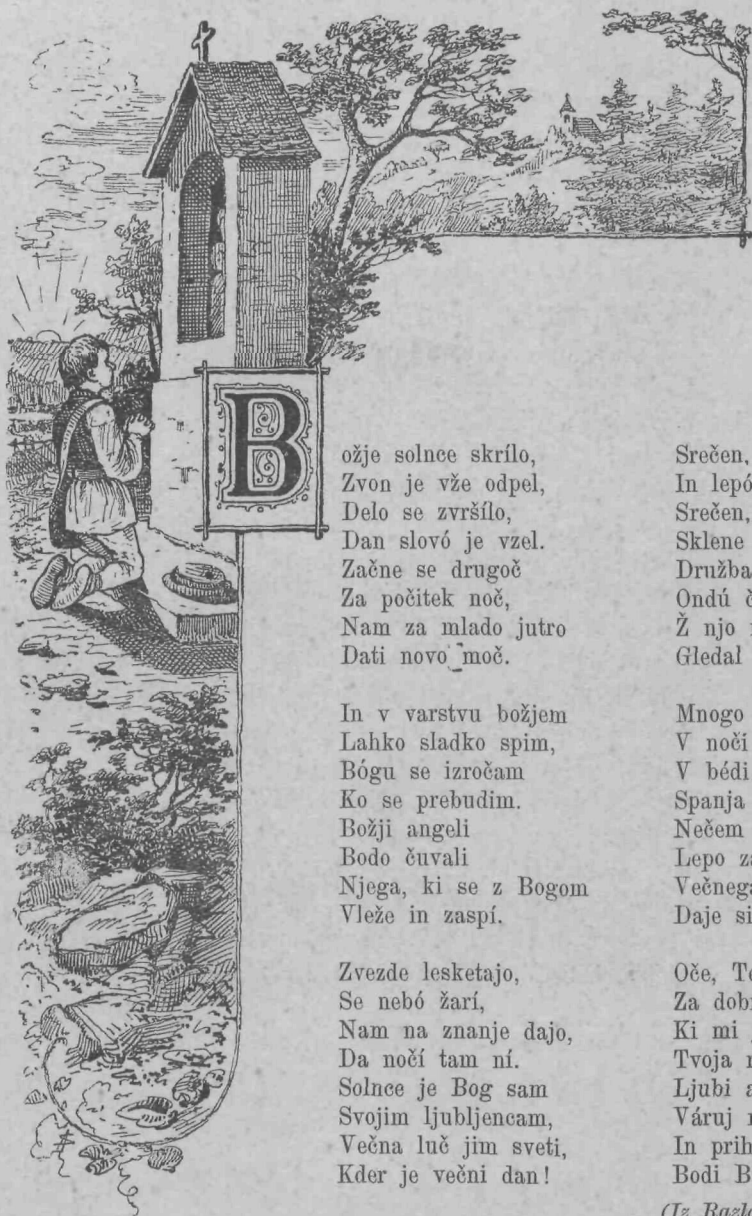 Božje solnce skrílo,
Zvon je vže odpel,
Delo se zvršílo,
Dan slovó je vzel.
Začne se drugoč
Za počitek noč,
Nam za mlado jutro
Dati novo moč.
In v varstvu božjem
Lahko sladko spim,
Bógu se izročam
Ko se prebudim.
Božji angeli
Bodo čuvali
Njega, ki se z Bogom
Vleže in zaspí.
Zvezde lesketajo,
Se nebó žarí,
Nam na znanje dajo,
Da nočí tam ní.
Solnce je Bog sam
Svojim ljubljencam,
Večna luč jim sveti,
Kder je večni dan!
Srečen,
In lepó
Srečen,
Sklene
Družba
Ondú
Ž njo
Gledal
Mnogo
V noči
V bédi
Spanja
Nečem
Lepo
Večnega
Daje
Oče,
Za
Ki mi
Tvoja
Ljubi
Váruj
In
Bodi
(Iz